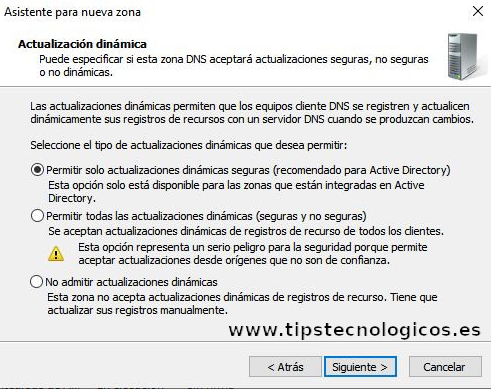 Asistente para nueva zona
Actualización dinámica
Puede especificar si esta zona DNS aceptará actualizaciones seguras, no seguras
o no dinámicas.
Las actualizaciones dinámicas permiten que los equipos cliente DNS se registren y actualicen
dinámicamente sus registros de recursos con un servidor DNS cuando se produzcan cambios.
Seleccione el tipo de actualizaciones dinámicas que desea permitir:
Permitir solo actualizaciones dinámicas seguras (recomendado para Active Directory)
Esta opción solo está disponible para las zonas que están integradas en Active
Directory.
Permitir todas las actualizaciones dinámicas (seguras y no seguras)
Se aceptan actualizaciones dinámicas de registros de recurso de todos los clientes.
Esta opción representa un serio peligro para la seguridad porque permite
aceptar actualizaciones desde orígenes que no son de confianza.
No admitir actualizaciones dinámicas
Esta zona no acepta actualizaciones dinámicas de registros de recurso. Tiene que
actualizar sus registros manualmente.
www.tipstecnologicos.es
< Atrás
Siguiente >
Cancelar